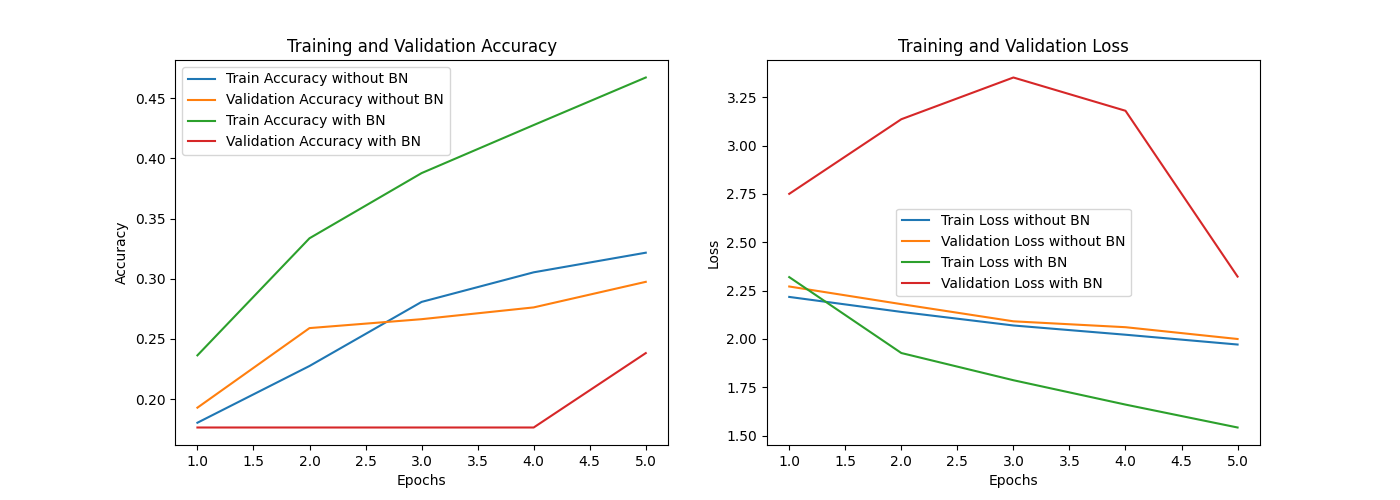 Training and Validation Accuracy
Train Accuracy without BN
Validation Accuracy without BN
Train Accuracy with BN
Validation Accuracy with BN
0.45
0.40
0.35
0.30
0.25
0.20
Accuracy
1.0 1.5 2.0 2.5 3.0 3.5 4.0 4.5 5.0
Epochs
Training and Validation Loss
3.25
3.00
2.75
2.50
2.25
2.00
1.75
1.50
Loss
Train Loss without BN
Validation Loss without BN
Train Loss with BN
Validation Loss with BN
1.0 1.5 2.0 2.5 3.0 3.5 4.0 4.5 5.0
Epochs